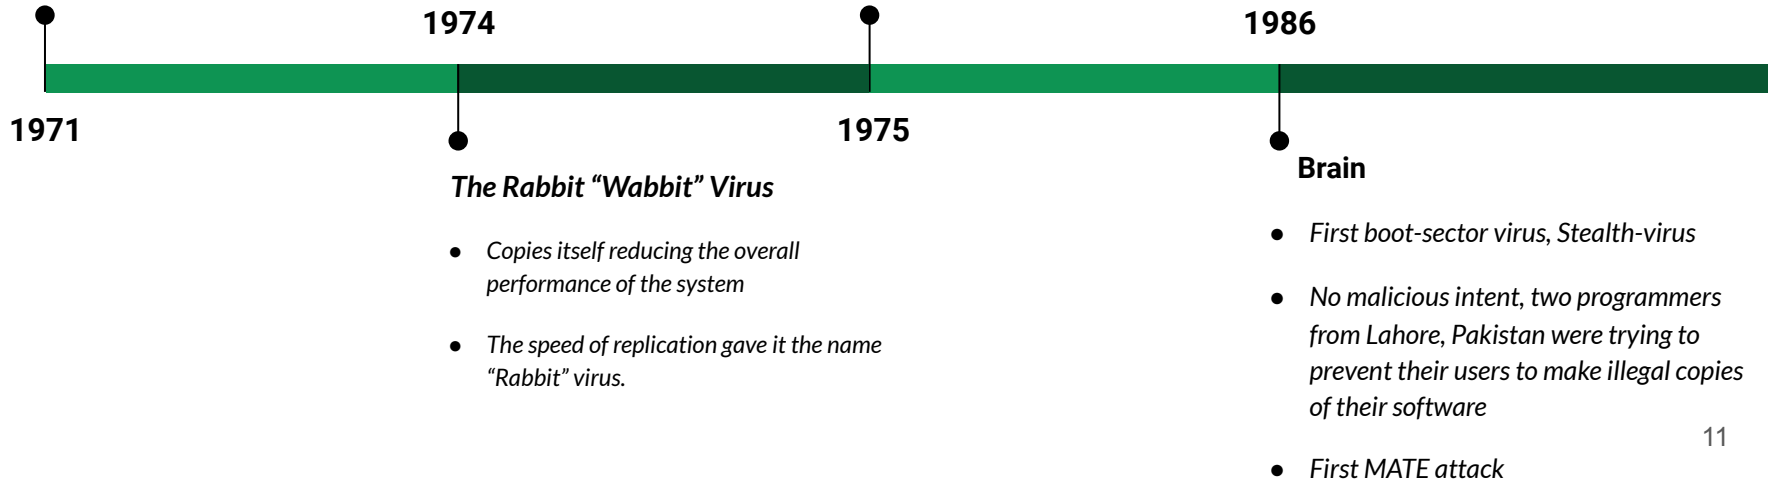 1974
1986
1971
1975
The Rabbit “Wabbit” Virus
● Copies itself reducing the overall
performance of the system
● The speed of replication gave it the name
“Rabbit” virus.
Brain
● First boot-sector virus, Stealth-virus
● No malicious intent, two programmers
from Lahore, Pakistan were trying to
prevent their users to make illegal copies
of their software
● First MATE attack
11